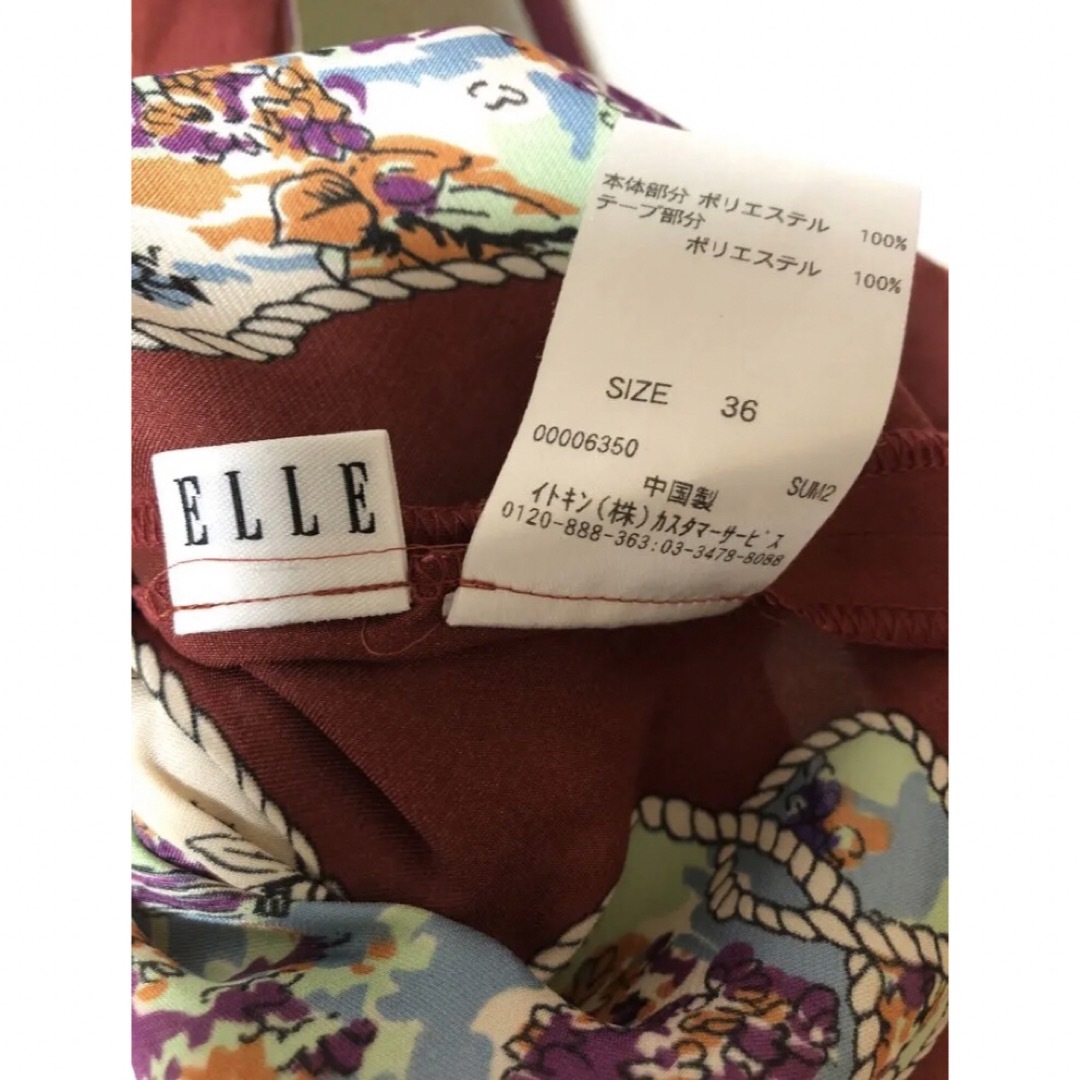 本体部分 ポリエステル 100%
テープ部分
ポリエステル 100%
SIZE 36
00006350
中国製 SUM2
イトキン(株)カスタマーサービス
0120-888-363:03-3478-8088
ELLE